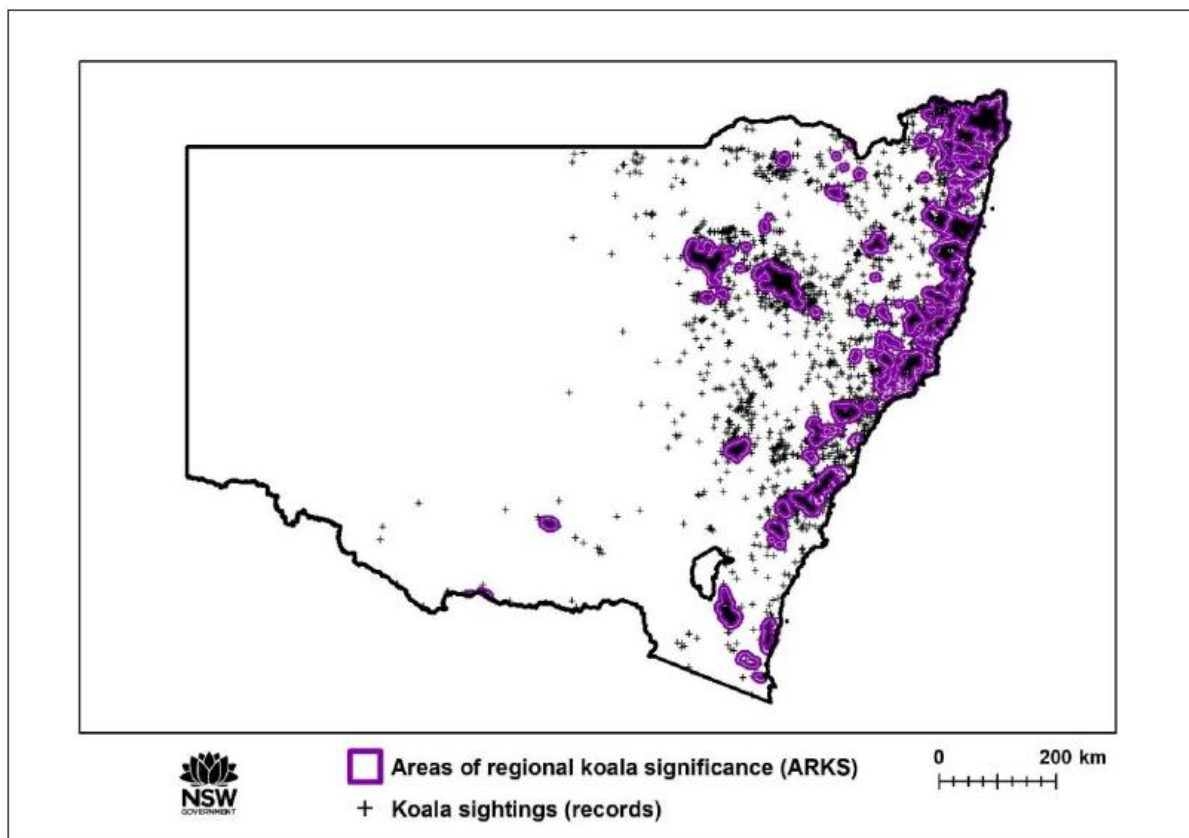 NSW
GOVERNMENT
Areas of regional koala significance (ARKS)
Koala sightings (records)
0 200 km